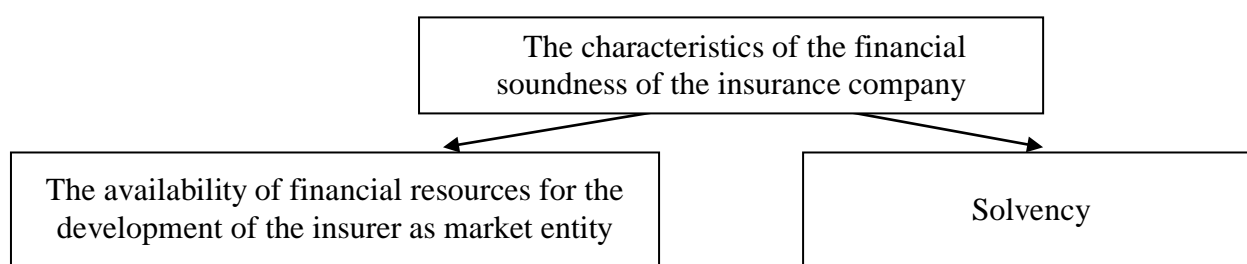 The characteristics of the financial
soundness of the insurance company
The availability of financial resources for the
development of the insurer as market entity
Solvency